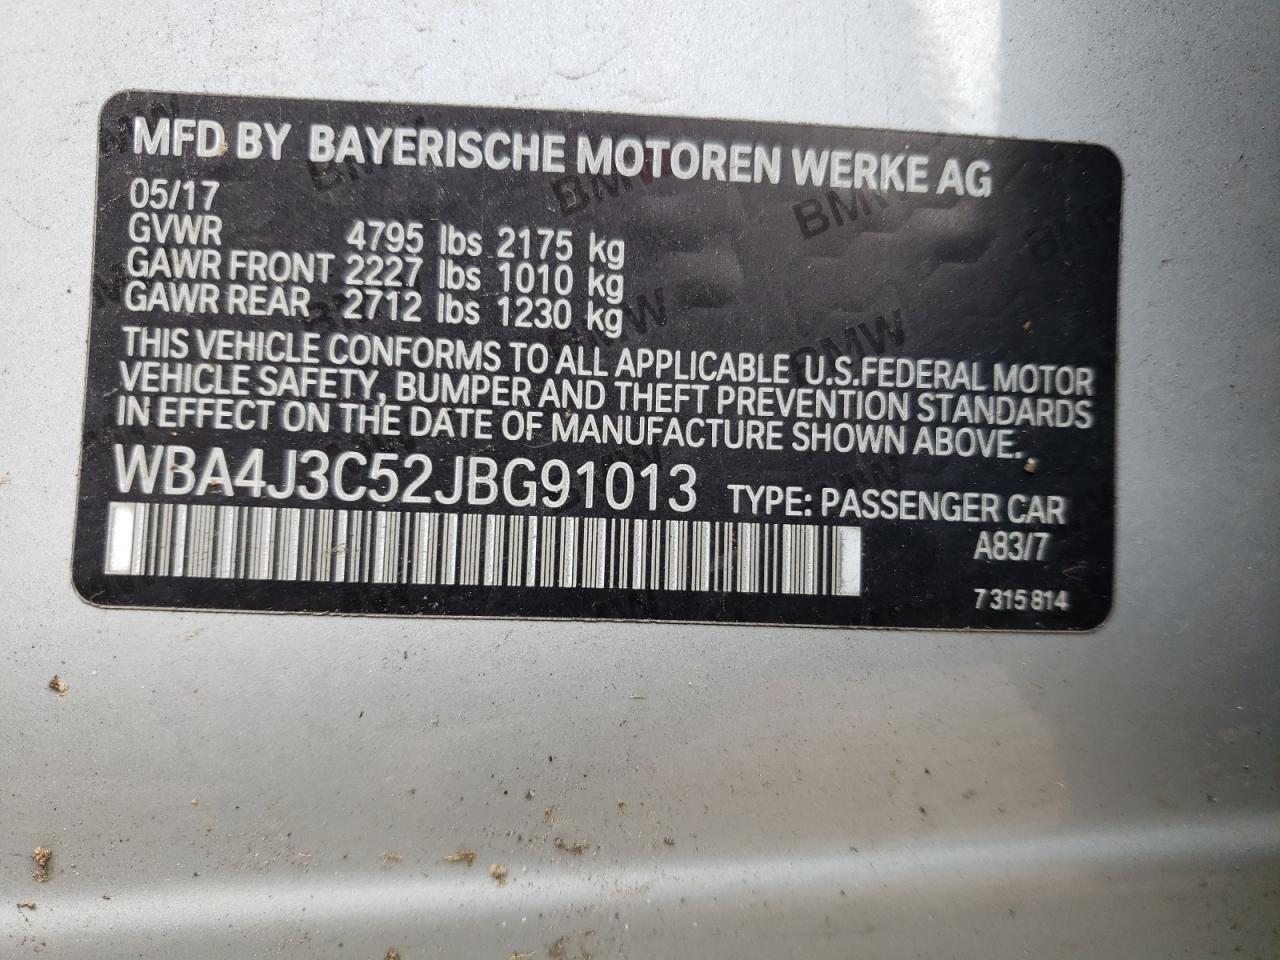 MFD BY BAYERISCHE MOTOREN WERKE AG
05/17
GVWR 4795 lbs 2175 kg
GAWR FRONT 2227 lbs 1010 kg
GAWR REAR 2712 lbs 1230 kg
THIS VEHICLE CONFORMS TO ALL APPLICABLE U.S.FEDERAL MOTOR
VEHICLE SAFETY, BUMPER AND THEFT PREVENTION STANDARDS
IN EFFECT ON THE DATE OF MANUFACTURE SHOWN ABOVE.
WBA4J3C52JBG91013 TYPE: PASSENGER CAR
A83/7
7 315 814